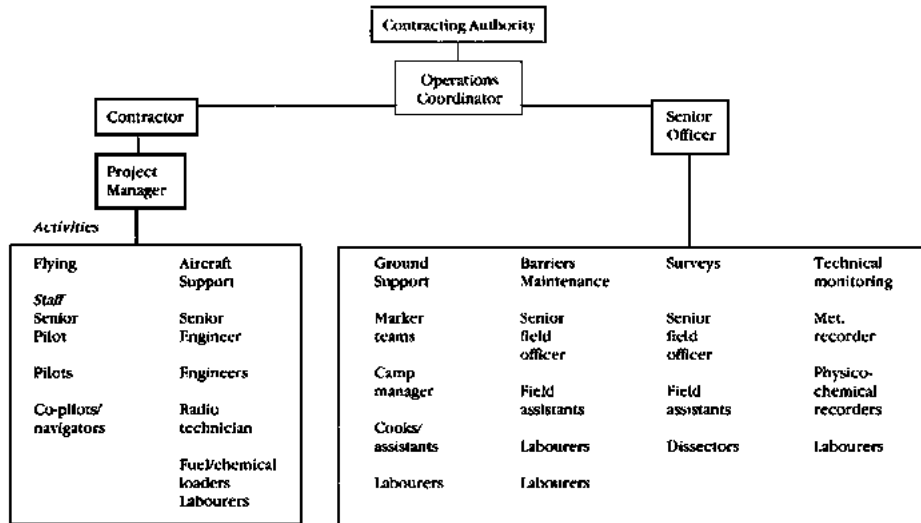 Contracting Authority
Operations
Coordinator
Contractor
Senior
Officer
Project
Manager
Activities
Flying
Aircraft
Support
Staff
Senior
Pilot
Senior
Engineer
Pilots
Engineers
Co-pilots/
navigators
Radio
technician
Fuel/chemical
loaders
Labourers
Ground
Support
Marker
teams
Camp
manager
Cooks/
assistants
Labourers
Barriers
Maintenance
Senior
field
officer
Field
assistants
Labourers
Labourers
Surveys
Senior
field
officer
Field
assistants
Dissectors
Technical
monitoring
Met.
recorder
Physico-
chemical
recorders
Labourers